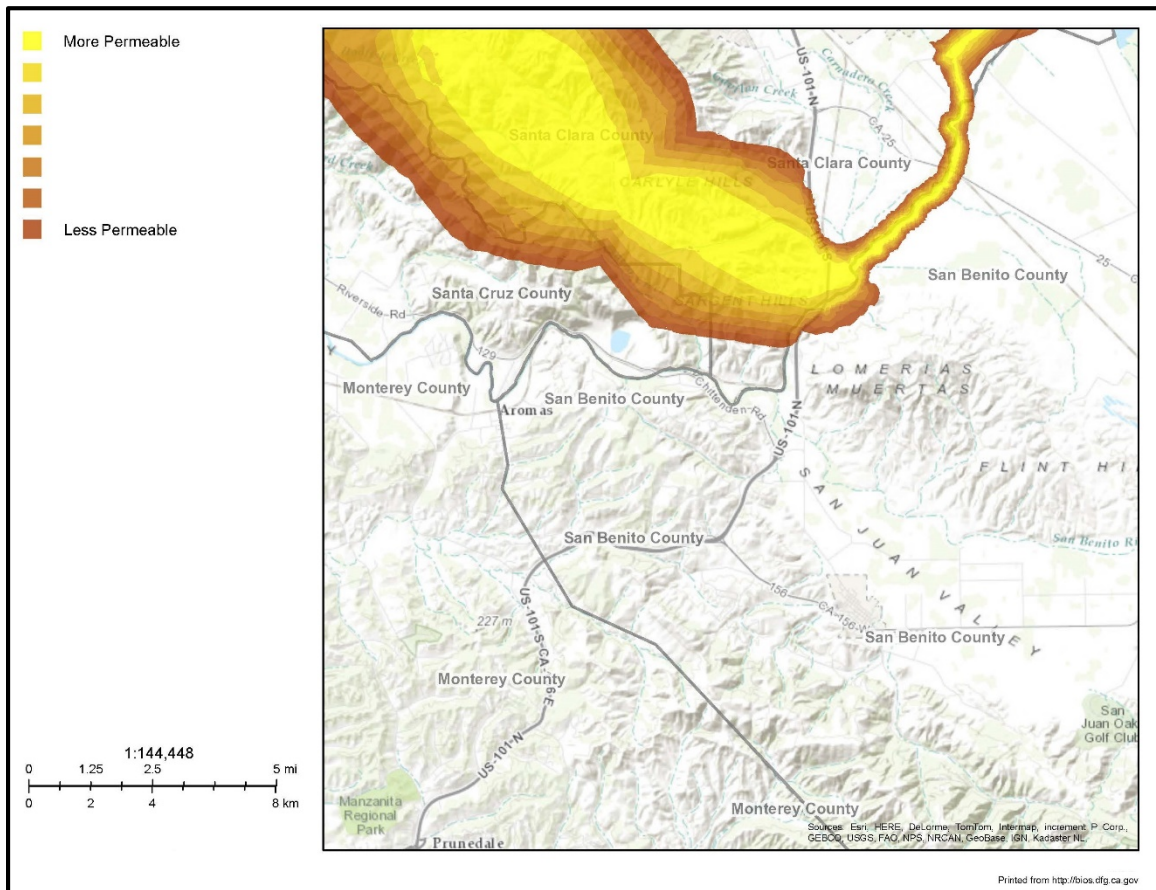 More Permeable
Less Permeable
1:144,448
0 1.25 2.5 5 mi
0 2 4 8 km
US-101-N
Carnadero Creek
Creek
CA-25
Santa Clara County
Santa Clara County
CARLYLE HILLS
25
San Benito County
SARGENT HILLS
Santa Cruz County
Riverside Rd
129
LOMERIAS
MUERTAS
Monterey County
San Benito County
Chittenden Rd
Aromas
US-101-N
FLINT HIL
SAN JUAN VALLEY
San Benito County
San Benito Ri
156
CA-156-W
US-101-S-CA-
6-E
227 m
San Benito County
Monterey County
San
Juan Oak
Golf Club
US-101-N
Manzanita
Regional
Park
Monterey County
Prunedale
Sources: Esri, HERE, DeLorme, TomTom, Intermap, increment P Corp.,
GEBCO, USGS, FAO, NPS, NRCAN, GeoBase, IGN, Kadaster NL,
Printed from http://bios.dfg.ca.gov